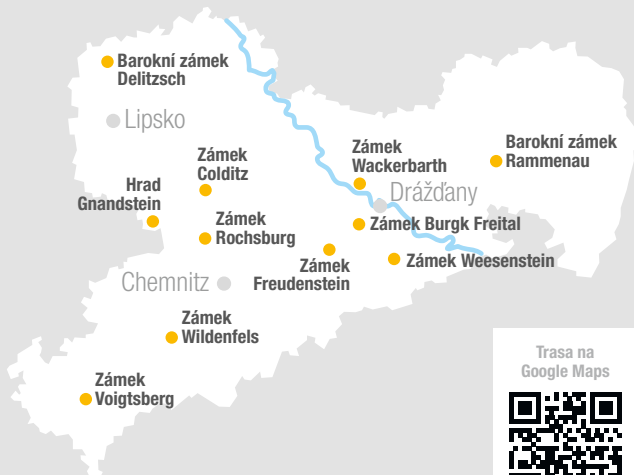 Barokní zámek
Delitzsch
Lipsko
Zámek
Colditz
Hrad
Gnandstein
Zámek
Rochsburg
Chemnitz
Zámek
Wildenfels
Zámek
Voigtsberg
Zámek
Freudenstein
Zámek
Wackerbarth
Drážďany
Zámek Burgk Freital
Zámek Weesenstein
Barokní zámek
Rammenau
Trasa na
Google Maps